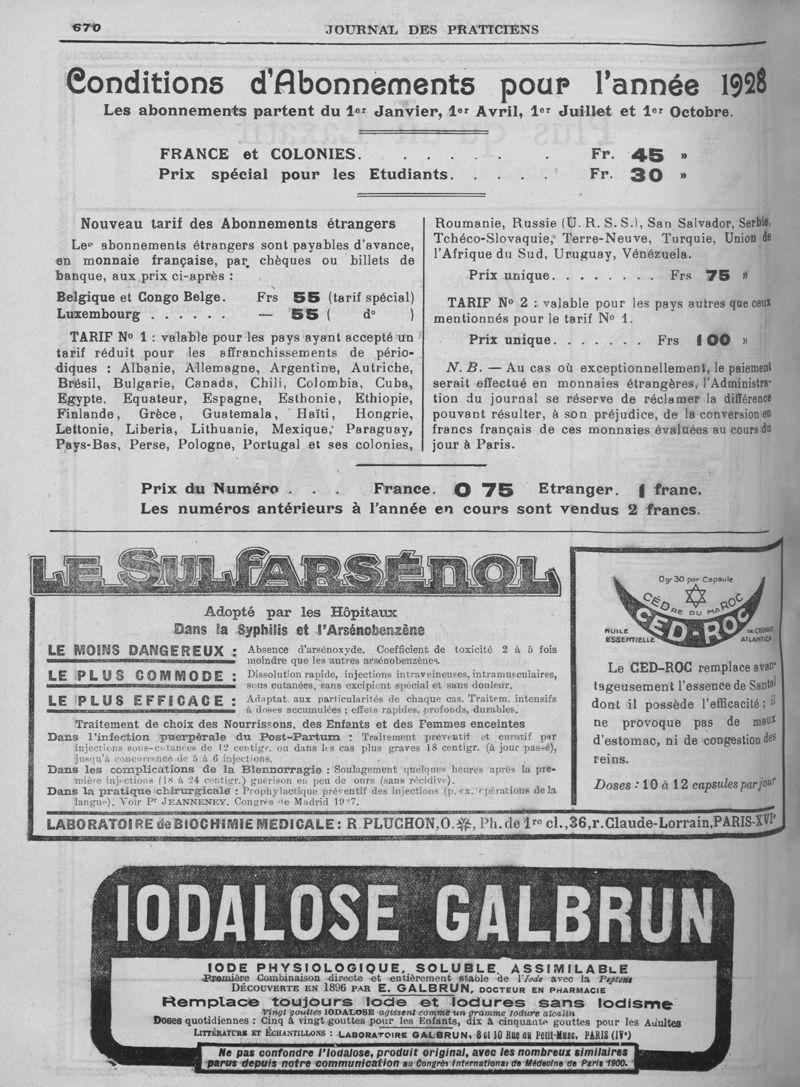 670
JOURNAL DES PRATICIENS
Conditions d'Abonnements pour l'année 1928
Les abonnements partent du 1er Janvier, 1er Avril, 1er Juillet et 1er Octobre.
FRANCE et COLONIES. . . . . . . Fr. 45 »
Prix spécial pour les Etudiants. . . . . Fr. 30 »
Nouveau tarif des Abonnements étrangers
Les abonnements étrangers sont payables d'avance,
en monnaie française, par chèques ou billets de
banque, aux prix ci-après :
Belgique et Congo Belge. Frs 55 (tarif spécial)
Luxembourg . . . . . . — 55 ( do )
TARIF No 1 : valable pour les pays ayant accepté un
tarif réduit pour les affranchissements de pério-
diques : Albanie, Allemagne, Argentine, Autriche,
Brésil, Bulgarie, Canada, Chili, Colombia, Cuba,
Egypte, Equateur, Espagne, Esthonie, Ethiopie,
Finlande, Grèce, Guatemala, Haïti, Hongrie,
Lettonie, Liberia, Lithuanie, Mexique, Paraguay,
Pays-Bas, Perse, Pologne, Portugal et ses colonies,
Roumanie, Russie (U. R. S. S.), San Salvador, Serbie,
Tchéco-Slovaquie, Terre-Neuve, Turquie, Union de
l'Afrique du Sud, Uruguay, Vénézuela.
Prix unique. . . . . . . . Frs 75 »
TARIF No 2 : valable pour les pays autres que ceux
mentionnés pour le tarif No 1.
Prix unique. . . . . . . Frs 100 »
N. B. — Au cas où exceptionnellement, le paiement
serait effectué en monnaies étrangères, l'Administra-
tion du journal se réserve de réclamer la différence
pouvant résulter, à son préjudice, de la conversion en
francs français de ces monnaies évaluées au cours du
jour à Paris.
Prix du Numéro . . . France. 0 75 Etranger. 1 franc.
Les numéros antérieurs à l'année en cours sont vendus 2 francs.
LE SULFARSÉNOL
Adopté par les Hôpitaux
Dans la Syphilis et l'Arsénobenzène
LE MOINS DANGEREUX : Absence d'arsénoxyde. Coefficient de toxicité 2 à 5 fois
moindre que les autres arsénobenzènes.
LE PLUS COMMODE : Dissolution rapide, injections intraveineuses, intramusculaires,
sous cutanées, sans excipient spécial et sans douleur.
LE PLUS EFFICACE : Adaptat. aux particularités de chaque cas. Traitem. intensifs
à doses accumulées ; effets rapides, profonds, durables.
Traitement de choix des Nourrissons, des Enfants et des Femmes enceintes
Dans l'infection puerpérale du Post-Partum : Traitement préventif et curatif par
injections sous-cutances de 12 centigr. ou dans les cas plus graves 18 centigr. (à jour passé),
jusqu'à concurrence de 5 à 6 injections.
Dans les complications de la Blennorragie : Soulagement quelques heures après la pre-
mière injections (18 à 24 centigr.) guérison en peu de ours (sans récidive).
Dans la pratique chirurgicale : Prophylactique préventif des injections (p. ex. opérations de la
langue). Voir Pr JEANNENEY. Congrès de Madrid 1927.
0gr30 par Capsule
CÈDRE DU MAROC
CED-ROC
HUILE
ESSENTIELLE
DE CEDRUS
ATLANTICA
Le CED-ROC remplace avan-
tageusement l'essence de Santal
dont il possède l'efficacité ; il
ne provoque pas de maux
d'estomac, ni de congestion des
reins.
Doses : 10 à 12 capsules par jour
LABORATOIRE de BIOCHIMIE MÉDICALE : R. PLUCHON, O. ✻, Ph. de 1re cl., 36, r. Claude-Lorrain, PARIS-XVIe
IODALOSE GALBRUN
IODE PHYSIOLOGIQUE, SOLUBLE, ASSIMILABLE
Première Combinaison directe et entièrement stable de l'Iode avec la Peptone
DÉCOUVERTE EN 1896 PAR E. GALBRUN, DOCTEUR EN PHARMACIE
Remplace toujours Iode et Iodures sans Iodisme
Vingt gouttes IODALOSE agissent comme un gramme Iodure alcalin
Doses quotidiennes : Cinq à vingt gouttes pour les Enfants, dix à cinquante gouttes pour les Adultes
LITTÉRATURE ET ÉCHANTILLONS : LABORATOIRE GALBRUN, 8 et 10 Rue du Petit-Musc, PARIS (IVe)
Ne pas confondre l'Iodalose, produit original, avec les nombreux similaires
parus depuis notre communication au Congrès International de Médecine de Paris 1900.